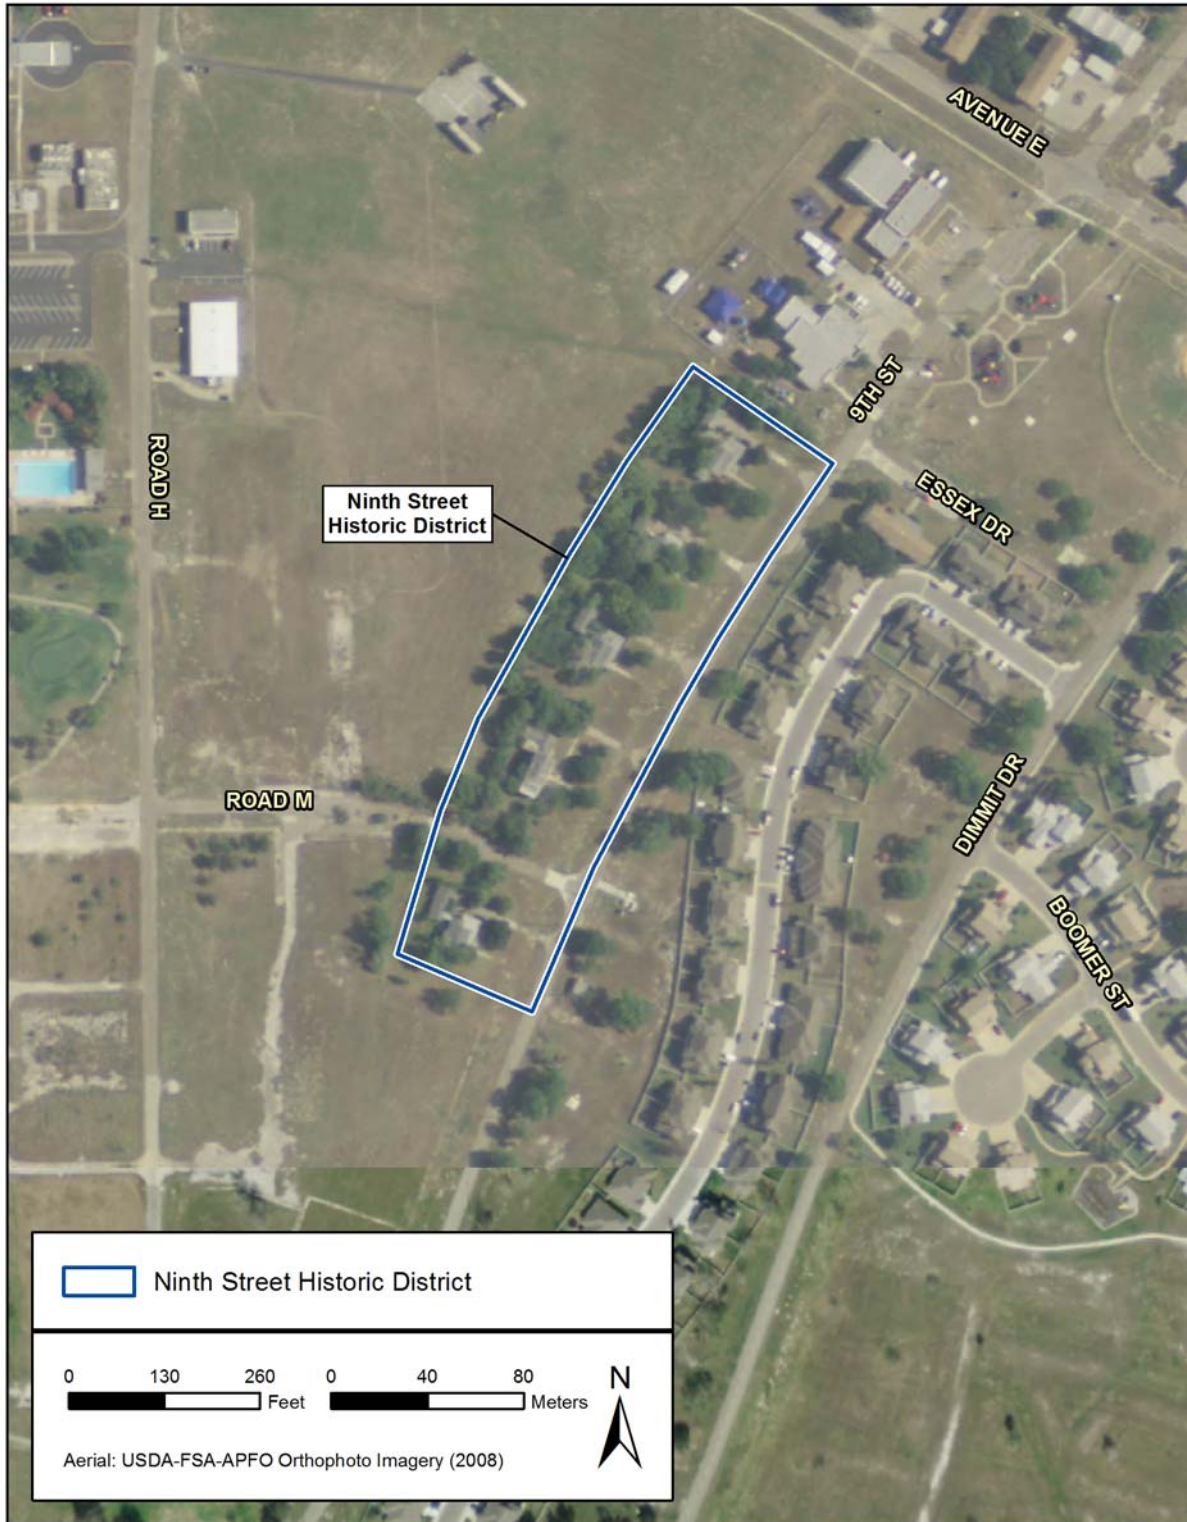 AVENUE E
9TH ST
ESSEX DR
ROAD H
Ninth Street
Historic District
DIMMIT DR
ROAD M
BOOMER ST
Ninth Street Historic District
0 130 260 Feet 0 40 80 Meters
N
Aerial: USDA-FSA-APFO Orthophoto Imagery (2008)